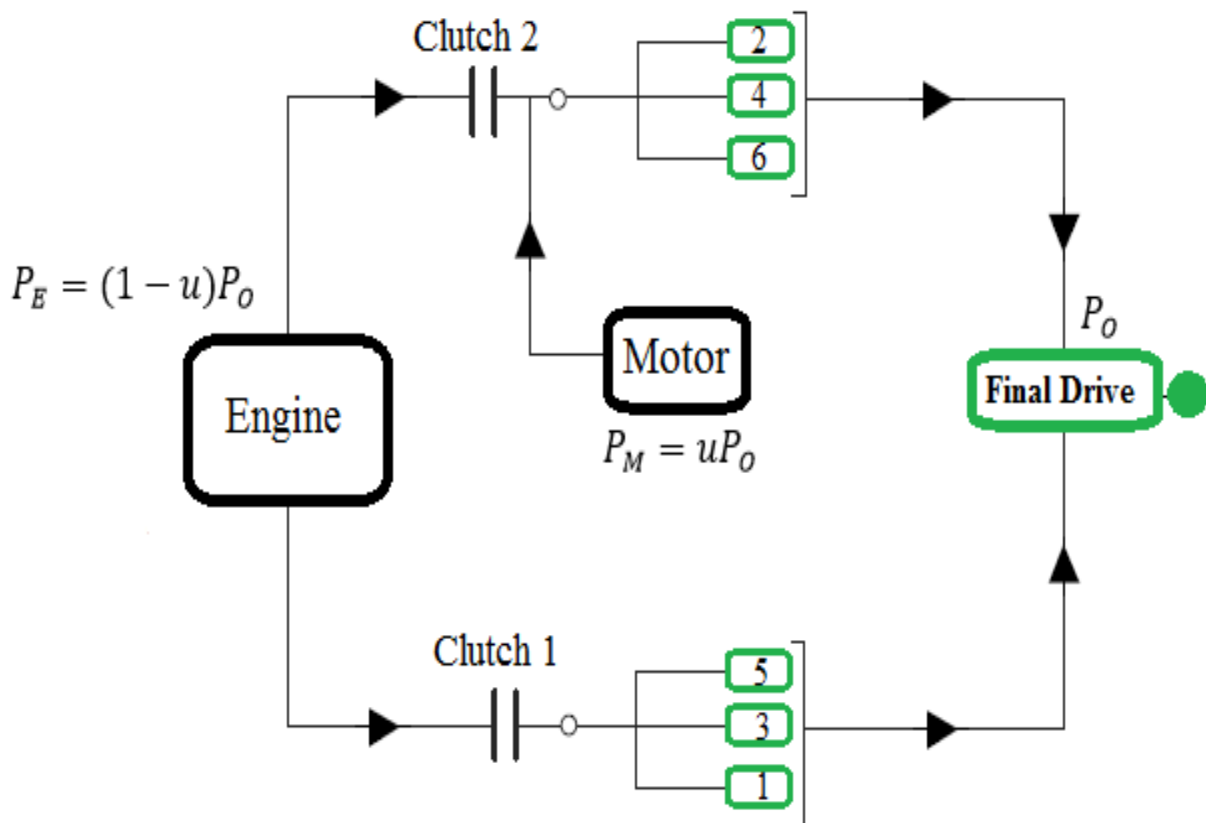 Clutch 2
2
4
6
P_E = (1 − u)P_O
P_O
Motor
Final Drive
Engine
P_M = uP_O
Clutch 1
5
3
1